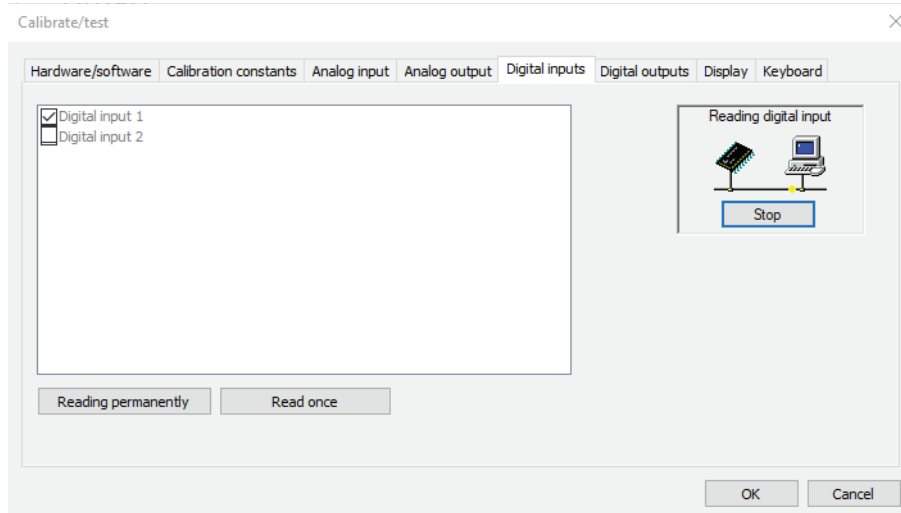 Calibrate/test
Hardware/software Calibration constants Analog input Analog output Digital inputs Digital outputs Display Keyboard
Digital input 1
Digital input 2
Reading digital input
Stop
Reading permanently Read once
OK Cancel